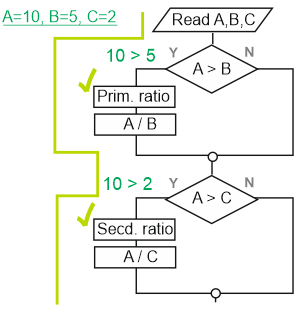 A=10, B=5, C=2
Read A,B,C
10 > 5
Y
N
A > B
Prim. ratio
A / B
10 > 2
Y
N
A > C
Secd. ratio
A / C